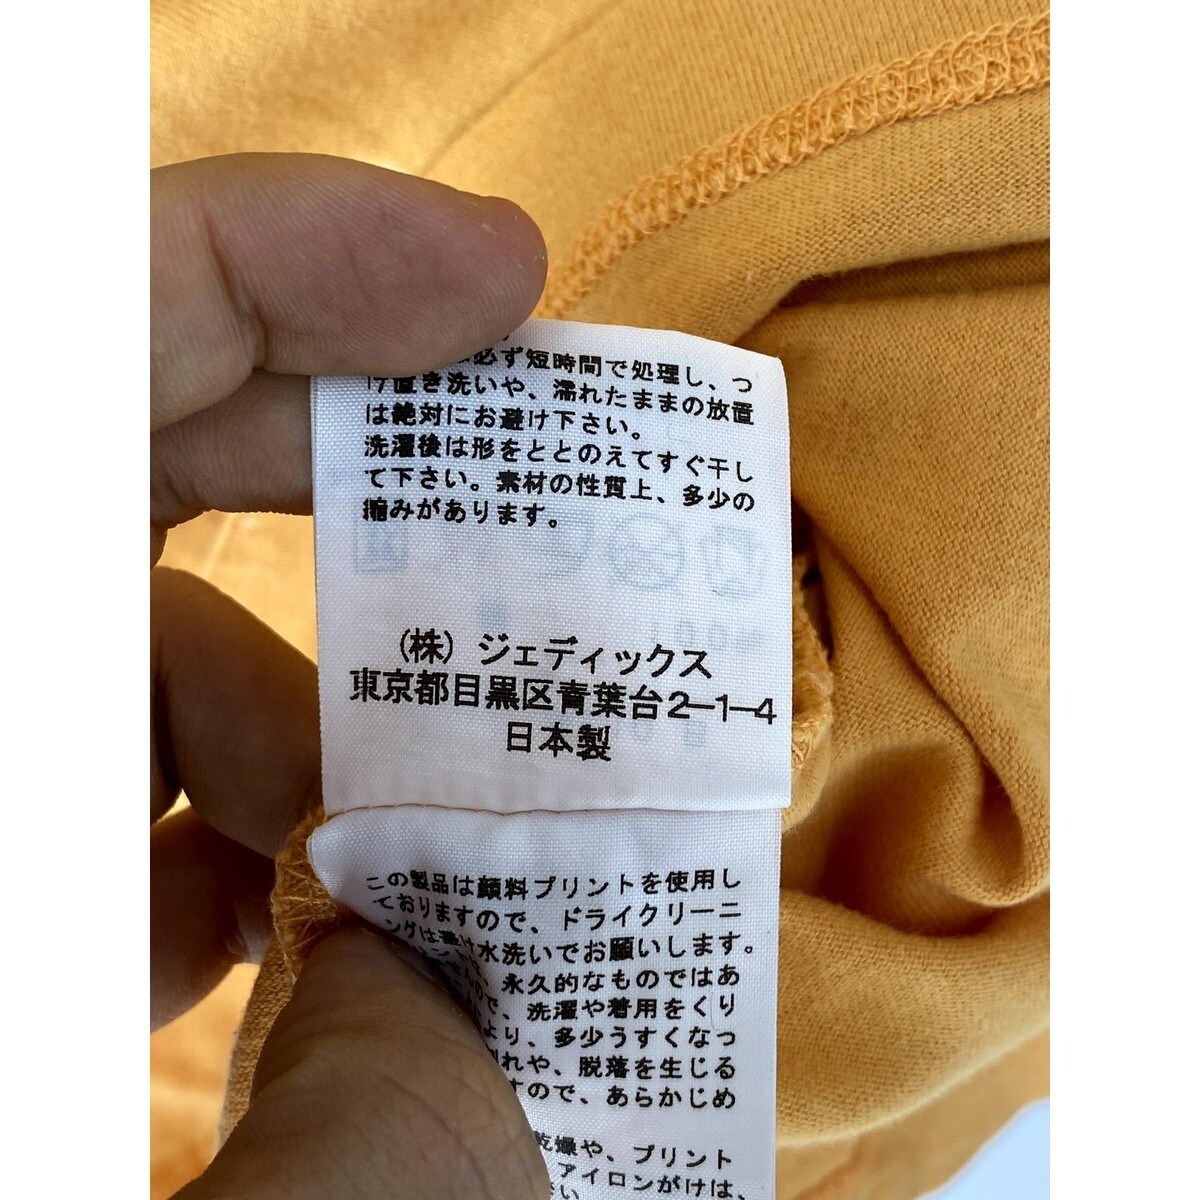 必ず短時間で処理し、つ
け置き洗いや、濡れたままの放置
は絶対にお避け下さい。
洗濯後は形をととのえてすぐ干し
て下さい。素材の性質上、多少の
縮みがあります。
(株) ジェディックス
東京都目黒区青葉台2-1-4
日本製
この製品は顔料プリントを使用し
ておりますので、ドライクリーニ
ングは避け水洗いでお願いします。
永久的なものではあ
ので、洗濯や着用をくり
より、多少うすくなっ
れや、脱落を生じる
すので、あらかじめ
乾燥や、プリント
アイロンがけは、
い